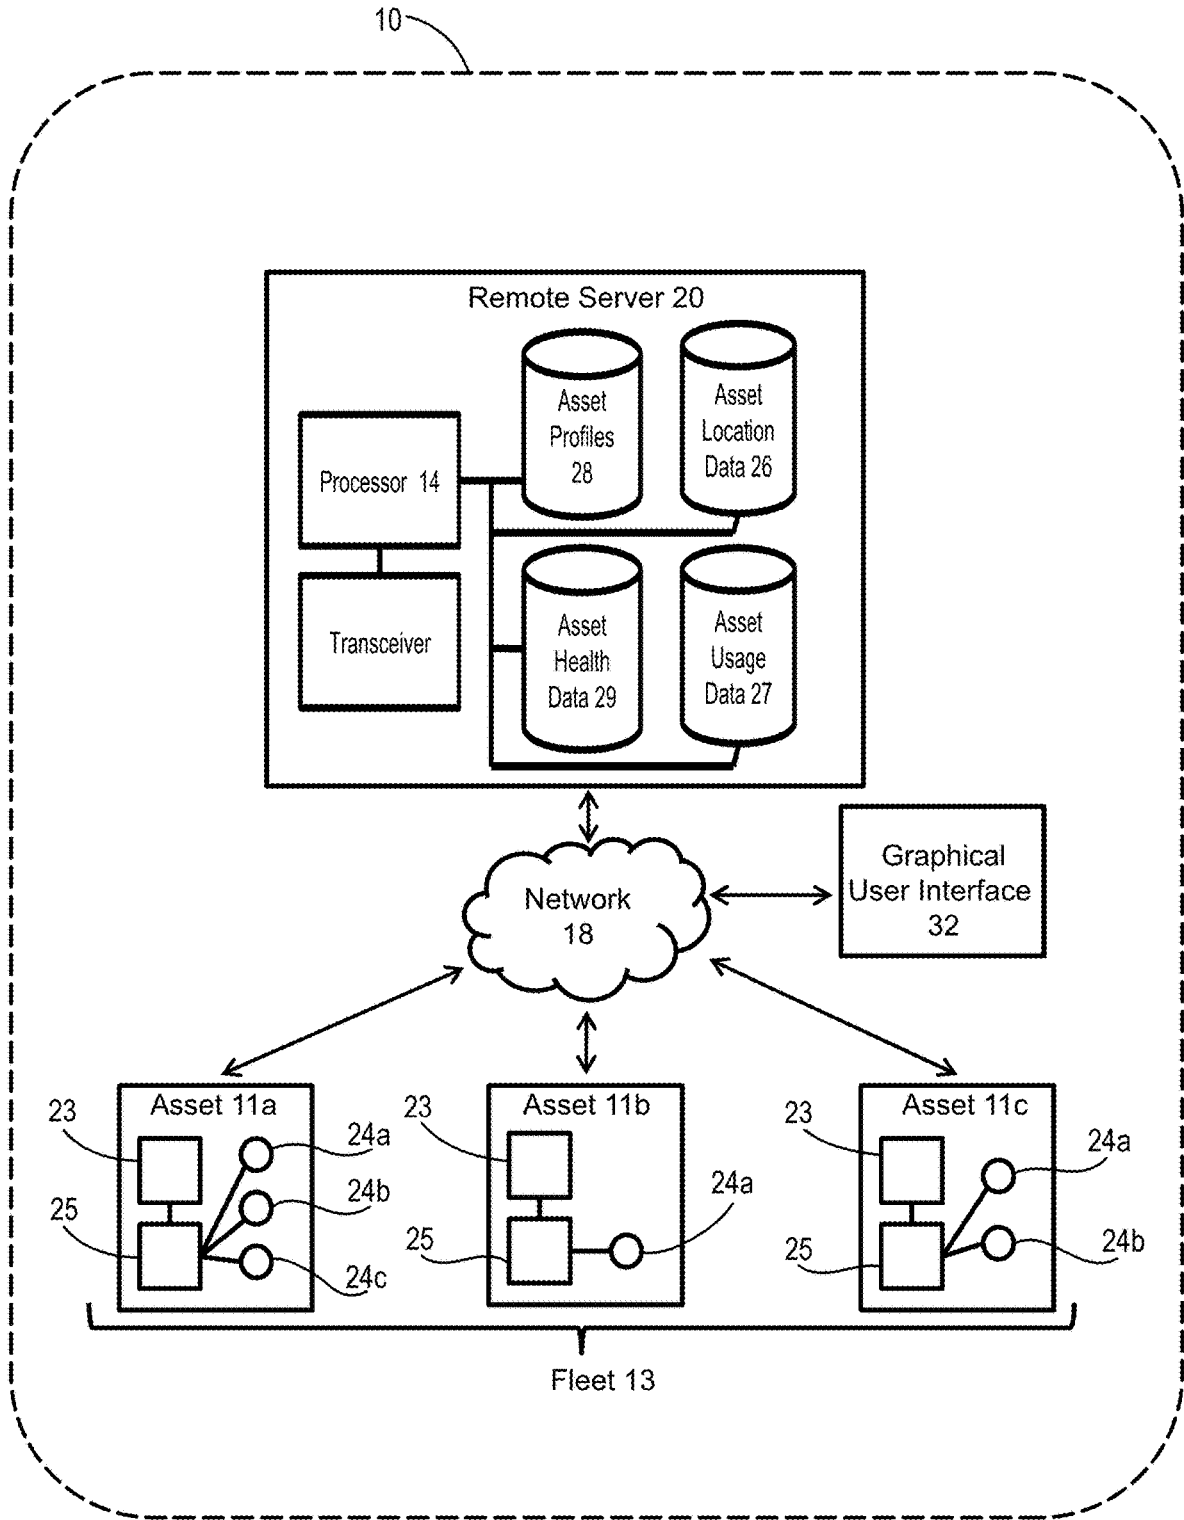 10
Remote Server 20
Asset
Profiles
28
Asset
Location
Data 26
Processor 14
Transceiver
Asset
Health
Data 29
Asset
Usage
Data 27
Graphical
User Interface
32
Network
18
Asset 11a
23
24a
24b
25
24c
Asset 11b
23
24a
25
Asset 11c
23
24a
25
24b
Fleet 13